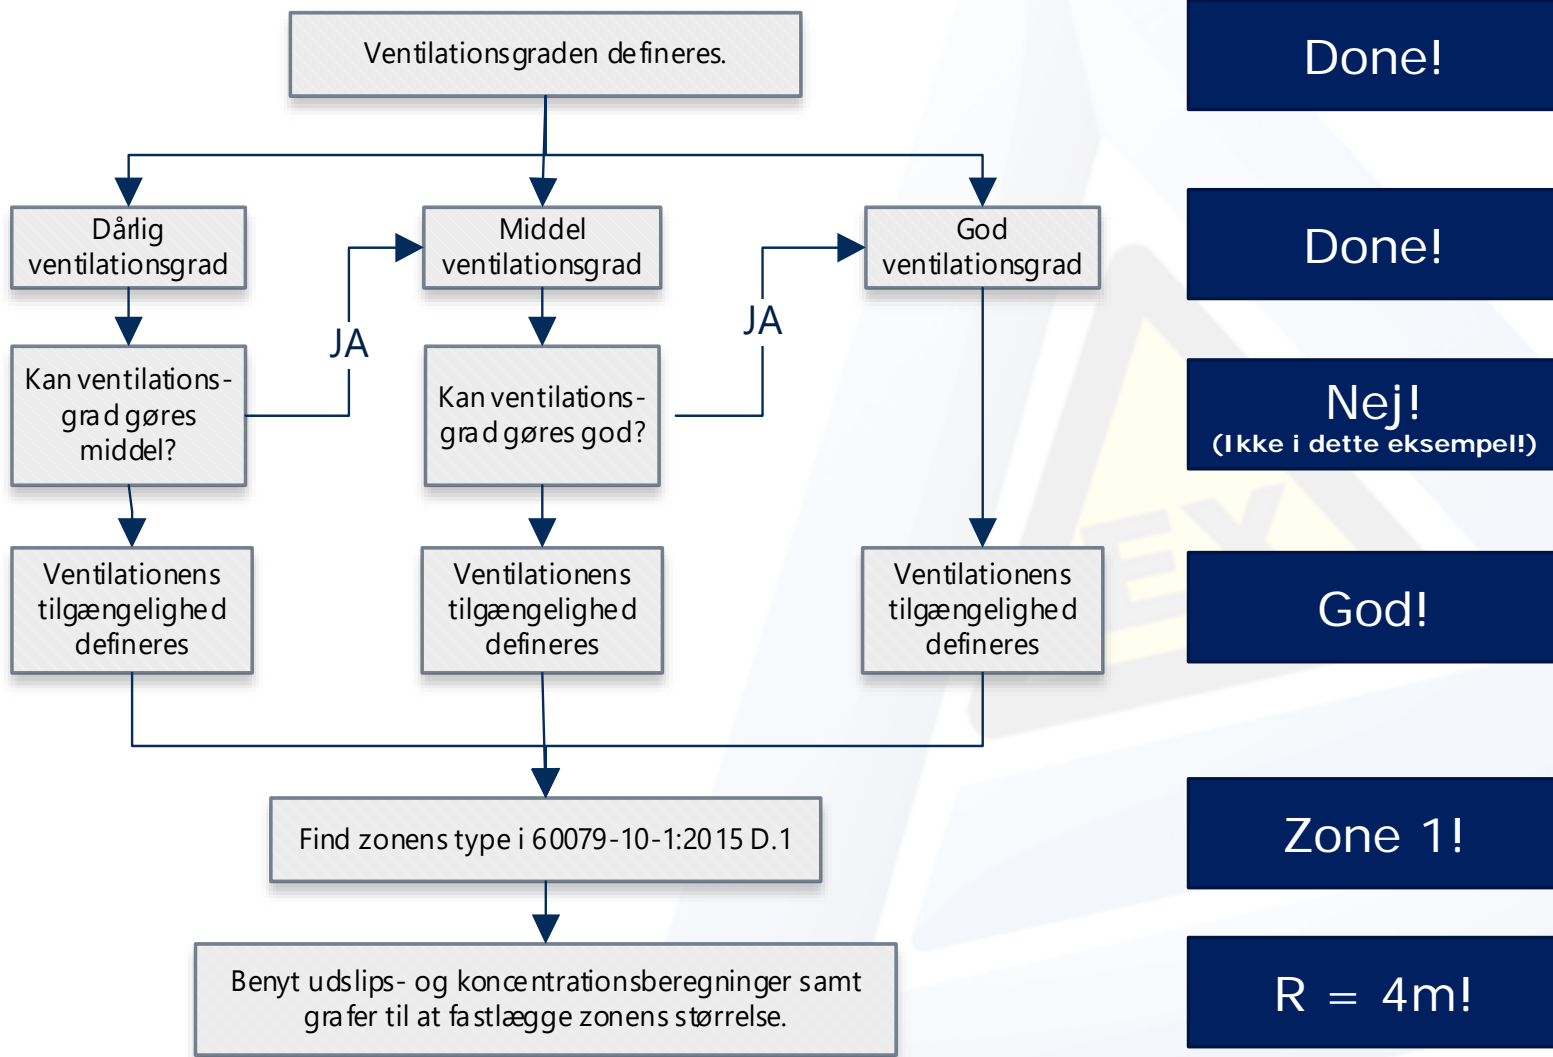 Ventilationsgraden defineres.
Done!
Dårlig
ventilationsgrad
Middel
ventilationsgrad
God
ventilationsgrad
Done!
JA
JA
Kan ventilations-
grad gøres
middel?
Kan ventilations-
grad gøres god?
Nej!
(Ikke i dette eksempel!)
Ventilationens
tilgængelighed
defineres
Ventilationens
tilgængelighed
defineres
Ventilationens
tilgængelighed
defineres
EX
God!
Find zonens type i 60079-10-1:2015 D.1
Zone 1!
Benyt udslips- og koncentrationsberegninger samt
grafer til at fastlægge zonens størrelse.
R = 4m!